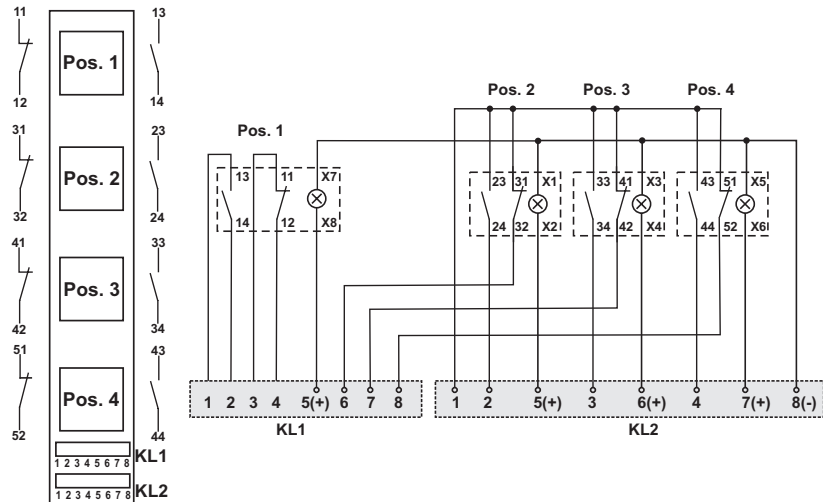 11
13
Pos. 1
12
14
31
23
Pos. 2
32
24
41
33
Pos. 3
42
34
51
43
Pos. 4
52
44
KL1
1 2 3 4 5 6 7 8
KL2
1 2 3 4 5 6 7 8
Pos. 1
Pos. 2
Pos. 3
Pos. 4
13 11 X7
14 12 X8
23 31 X1
24 32 X2
33 41 X3
34 42 X4
43 51 X5
44 52 X6
1 2 3 4 5(+) 6 7 8
KL1
1 2 5(+) 3 6(+) 4 7(+) 8(-)
KL2